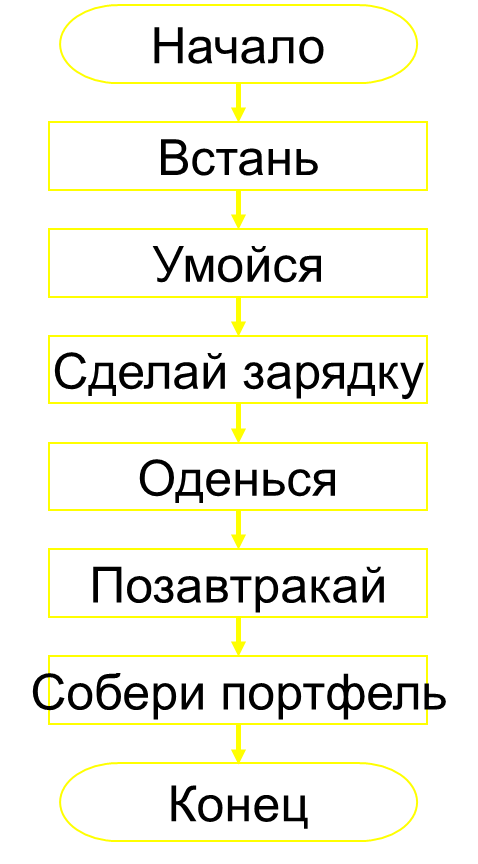 Начало
Встань
Умойся
Сделай зарядку
Оденься
Позавтракай
Собери портфель
Конец